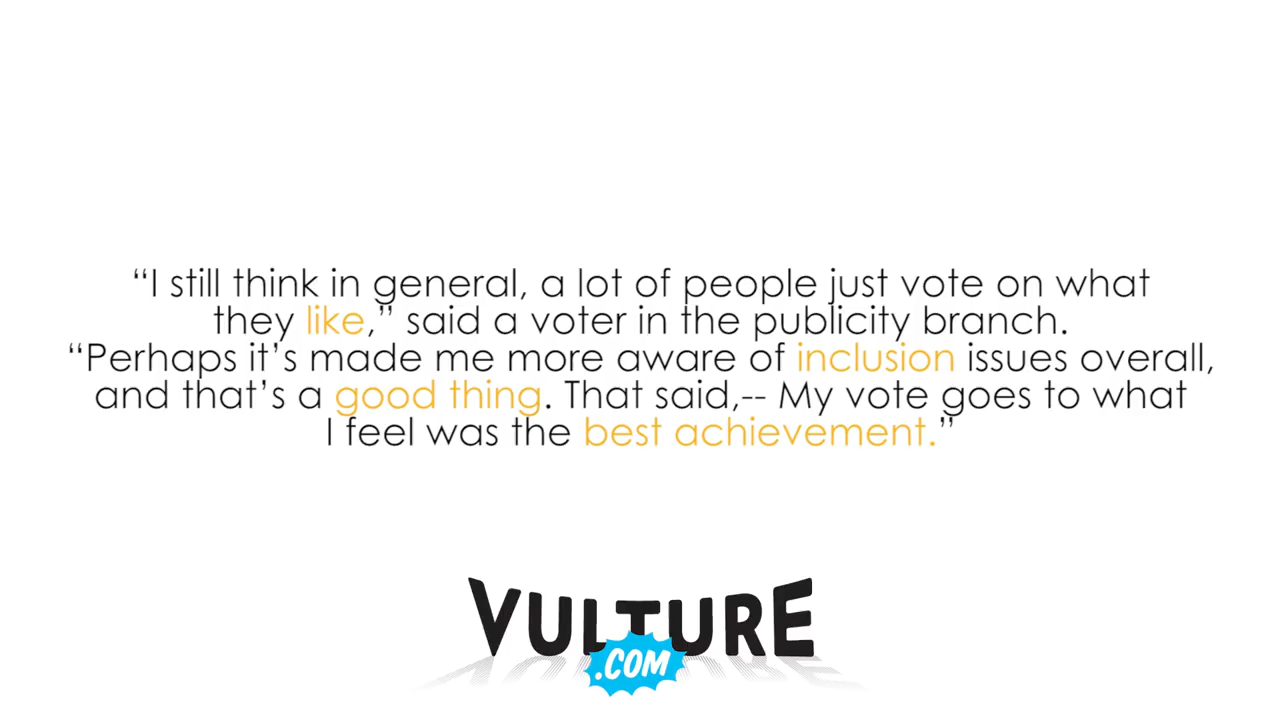 “I still think in general, a lot of people just vote on what
they like,” said a voter in the publicity branch.
“Perhaps it’s made me more aware of inclusion issues overall,
and that’s a good thing. That said,-- My vote goes to what
I feel was the best achievement.”
VULTURE
.COM